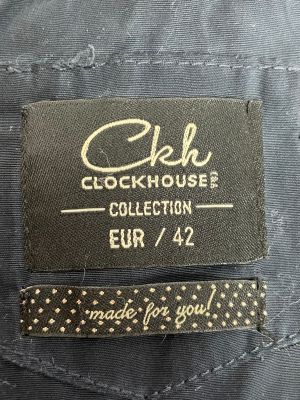 Ckh
CLOCKHOUSE C&A
COLLECTION
EUR / 42
made for you!